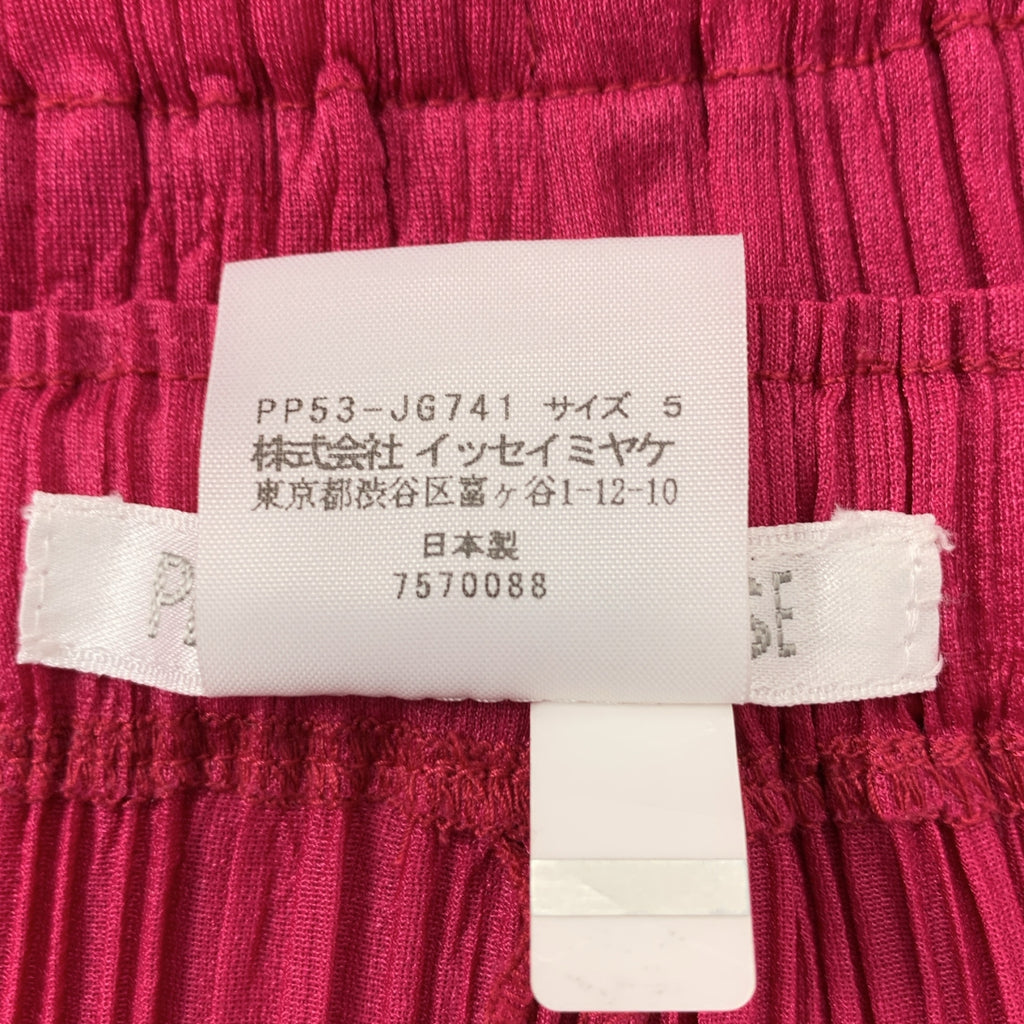 PP53-JG741 サイズ 5
株式会社 イッセイミヤケ
東京都渋谷区富ヶ谷1-12-10
日本製
7570088